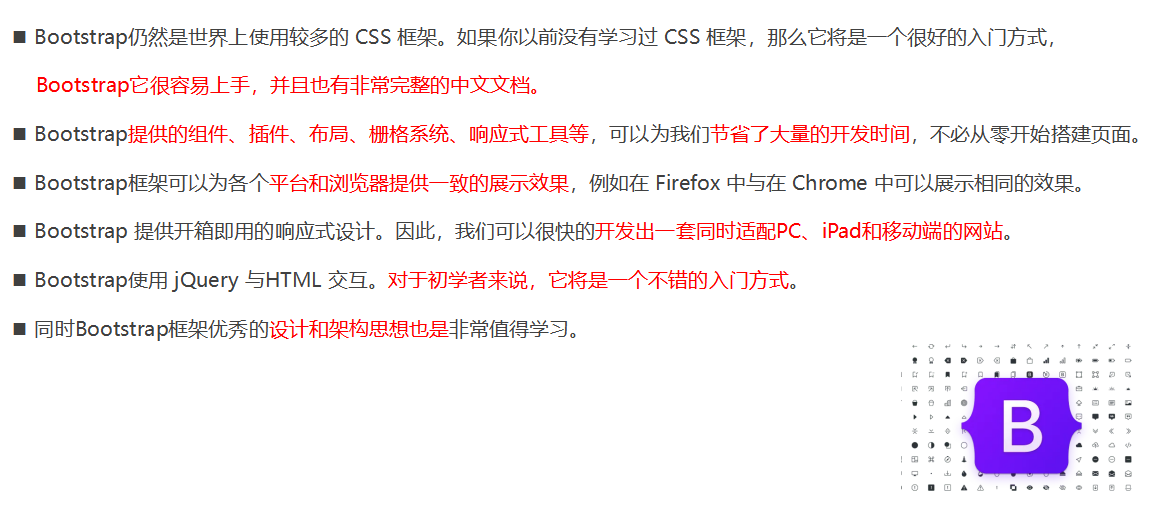 ■ Bootstrap仍然是世界上使用较多的 CSS 框架。如果你以前没有学习过 CSS 框架，那么它将是一个很好的入门方式，
Bootstrap它很容易上手，并且也有非常完整的中文文档。
■ Bootstrap提供的组件、插件、布局、栅格系统、响应式工具等，可以为我们节省了大量的开发时间，不必从零开始搭建页面。
■ Bootstrap框架可以为各个平台和浏览器提供一致的展示效果，例如在 Firefox 中与在 Chrome 中可以展示相同的效果。
■ Bootstrap 提供开箱即用的响应式设计。因此，我们可以很快的开发出一套同时适配PC、iPad和移动端的网站。
■ Bootstrap使用 jQuery 与HTML 交互。对于初学者来说，它将是一个不错的入门方式。
■ 同时Bootstrap框架优秀的设计和架构思想也是非常值得学习。
B